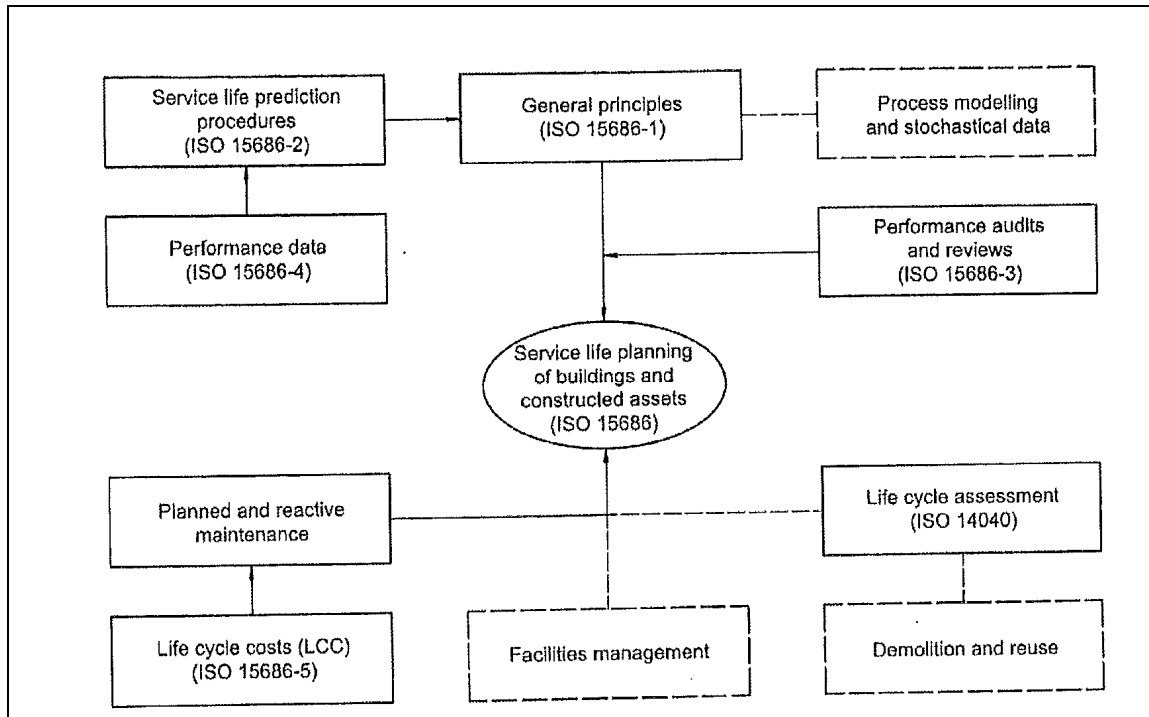 Service life prediction
procedures
(ISO 15686-2)
General principles
(ISO 15686-1)
Process modelling
and stochastical data
Performance data
(ISO 15686-4)
Performance audits
and reviews
(ISO 15686-3)
Service life planning
of buildings and
constructed assets
(ISO 15686)
Planned and reactive
maintenance
Life cycle assessment
(ISO 14040)
Life cycle costs (LCC)
(ISO 15686-5)
Facilities management
Demolition and reuse